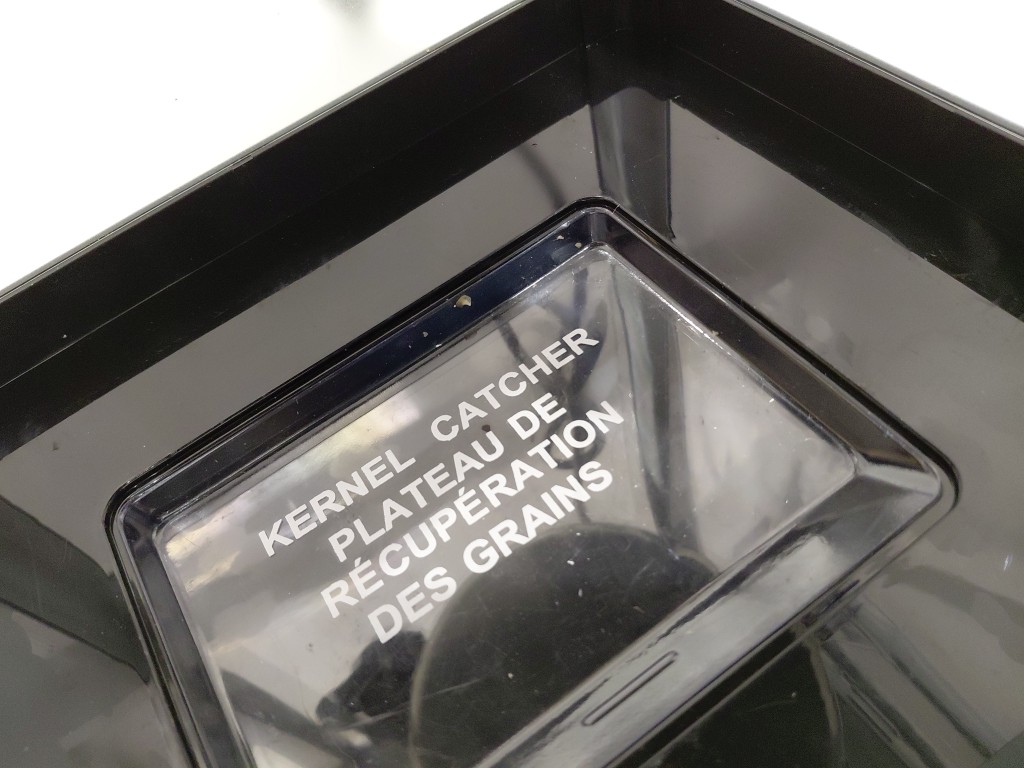 KERNEL CATCHER
PLATEAU DE
RÉCUPÉRATION
DES GRAINS